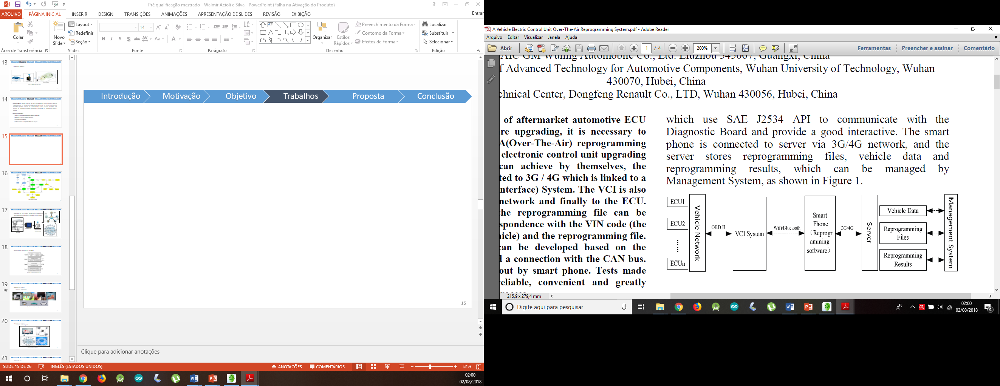 Pré qualificação mestrado - Walmir Acioli e Silva - PowerPoint (Falha na Ativação do Produto)
ARQUIVO PÁGINA INICIAL INSERIR DESIGN TRANSIÇÕES ANIMAÇÕES APRESENTAÇÃO DE SLIDES REVISÃO EXIBIÇÃO Entrar
Colar
Área de Transferência
Novo Slide
Layout
Redefinir
Seção
Slides
14
N I S S abc AV Aa A
Fonte
Parágrafo
Organizar
Estilos Rápidos
Preenchimento da Forma
Contorno da Forma
Efeitos de Forma
Desenho
Localizar
Substituir
Selecionar
Edição
13
14
15
16
17
18
19
20
21
Introdução Motivação Objetivo Trabalhos Proposta Conclusão
15
Clique para adicionar anotações
SLIDE 15 DE 26 INGLÊS (ESTADOS UNIDOS) ANOTAÇÕES COMENTÁRIOS 81%
02:00
02/08/2018
A Vehicle Electric Control Unit Over-The-Air Reprogramming System.pdf - Adobe Reader
Arquivo Editar Visualizar Janela Ajuda
Abrir 1 / 4 200% Ferramentas Preencher e assinar Comentário
AIC GM Wuling Automobile Co., Ltd. Liuzhou 545007, Guangxi, China
f Advanced Technology for Automotive Components, Wuhan University of Technology, Wuhan
430070, Hubei, China
chnical Center, Dongfeng Renault Co., LTD, Wuhan 430056, Hubei, China
of aftermarket automotive ECU
re upgrading, it is necessary to
A(Over-The-Air) reprogramming
electronic control unit upgrading
can achieve by themselves, the
ted to 3G / 4G which is linked to a
nterface) System. The VCI is also
network and finally to the ECU.
the reprogramming file can be
spondence with the VIN code (the
icle) and the reprogramming file.
can be developed based on the
d a connection with the CAN bus.
out by smart phone. Tests made
reliable, convenient and greatly
which use SAE J2534 API to communicate with the
Diagnostic Board and provide a good interactive. The smart
phone is connected to server via 3G/4G network, and the
server stores reprogramming files, vehicle data and
reprogramming results, which can be managed by
Management System, as shown in Figure 1.
ECU1
ECU2
......
ECUn
Vehicle Network
OBD II
VCI System
Wifi/Bluetooth
Smart
Phone
(Reprogr
amming
software)
3G/4G
Server
Vehicle Data
Reprogramming
Files
Reprogramming
Results
Management System
215,9 x 279,4 mm
Digite aqui para pesquisar
02:00
02/08/2018
4